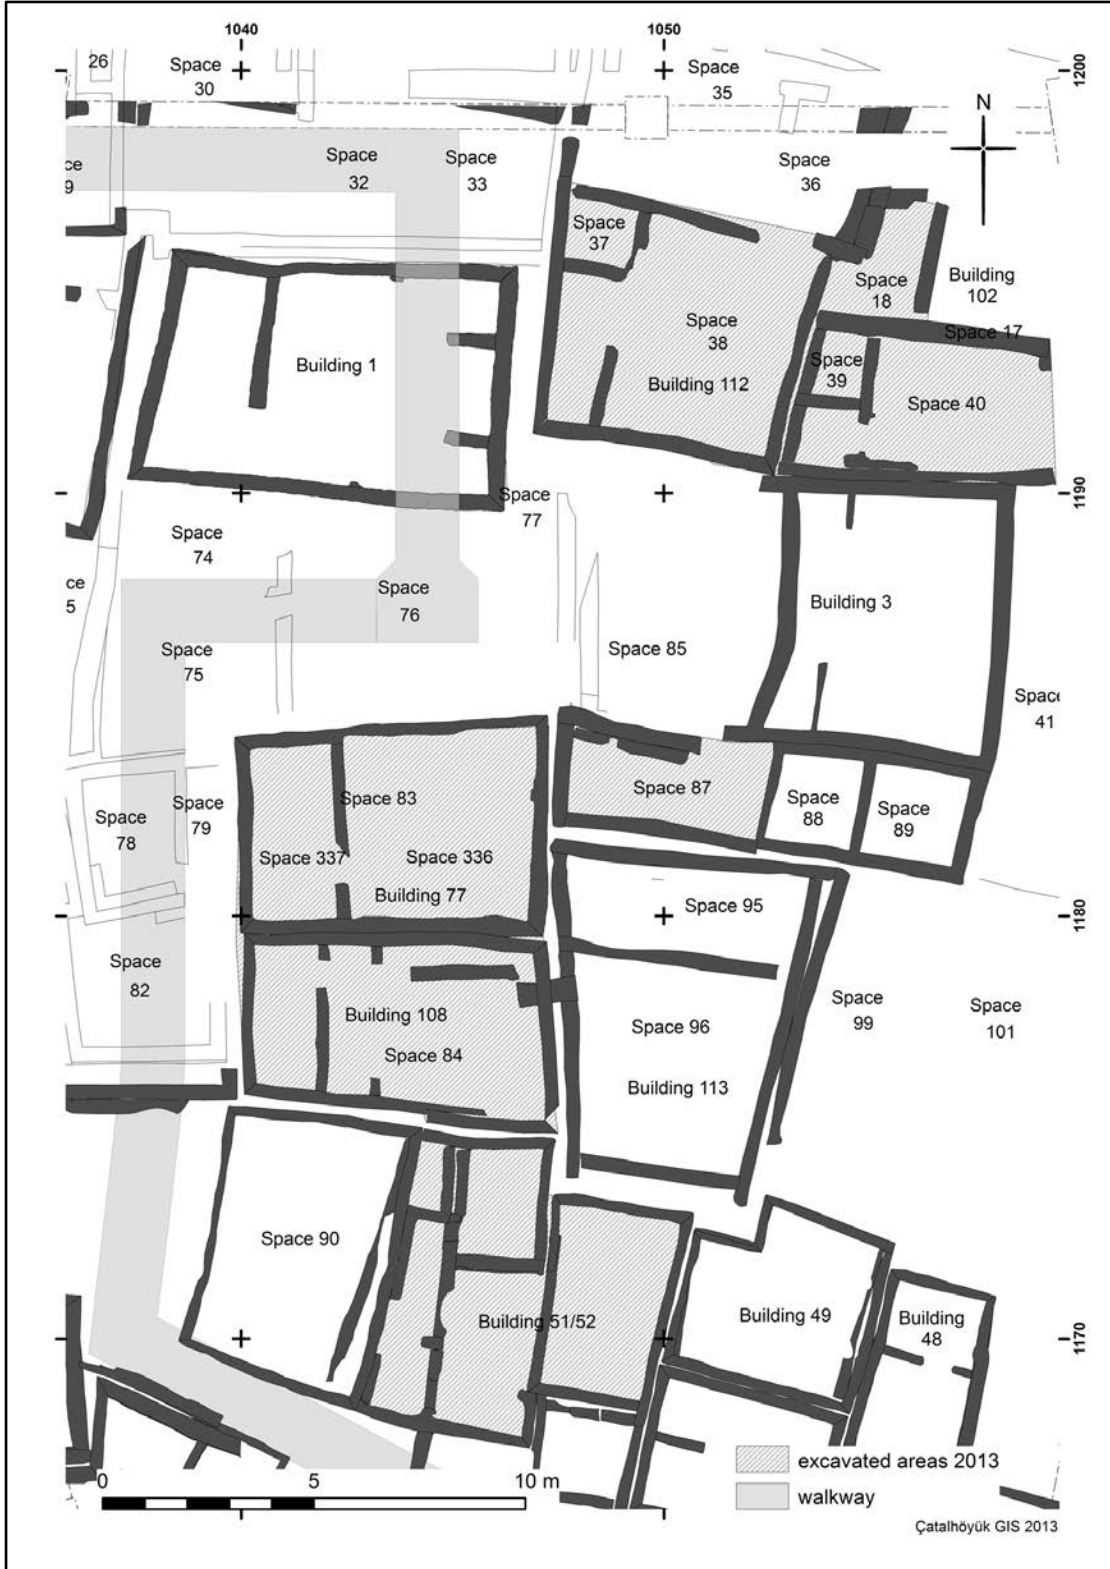 1040
1050
26
Space
30
Space
35
1200
N
Space
32
Space
33
Space
36
ce
9
Space
37
Space
18
Building
102
Space
38
Space 17
Building 1
Building 112
Space
39
Space 40
Space
77
1190
Space
74
ce
5
Space
76
Building 3
Space
75
Space 85
Space
41
Space 83
Space 87
Space
78
Space
79
Space
88
Space
89
Space 337
Space 336
Building 77
Space 95
1180
Space
82
Building 108
Space 84
Space 96
Space
99
Space
101
Building 113
Space 90
Building 51/52
Building 49
Building
48
1170
excavated areas 2013
walkway
0
5
10 m
Çatalhöyük GIS 2013